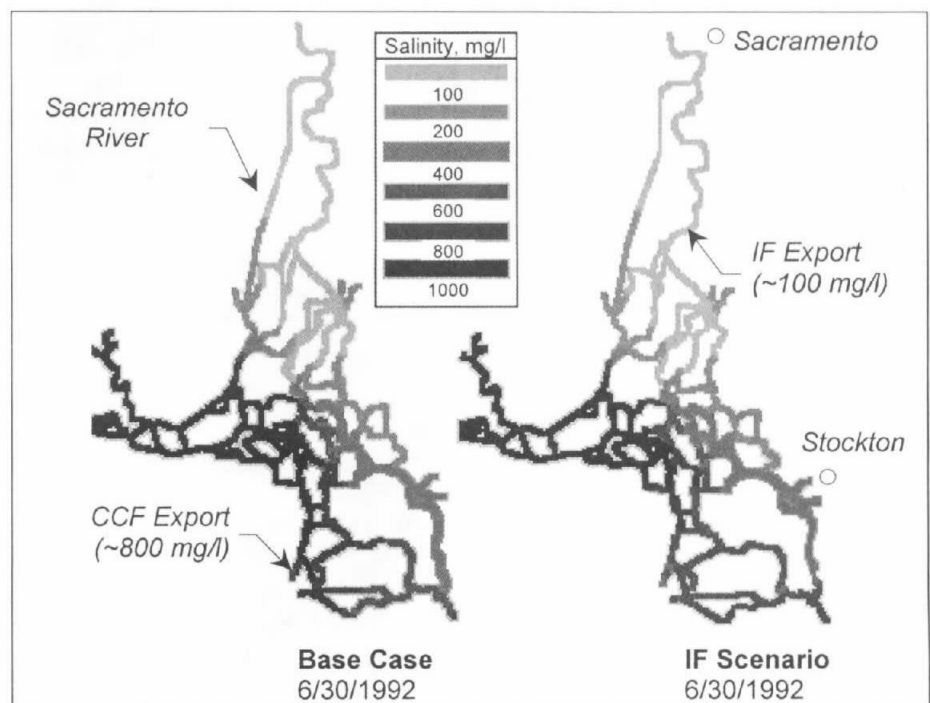 Salinity, mg/l
100
200
400
600
800
1000
Sacramento
River
Sacramento
IF Export
(~100 mg/l)
Stockton
CCF Export
(~800 mg/l)
Base Case
6/30/1992
IF Scenario
6/30/1992